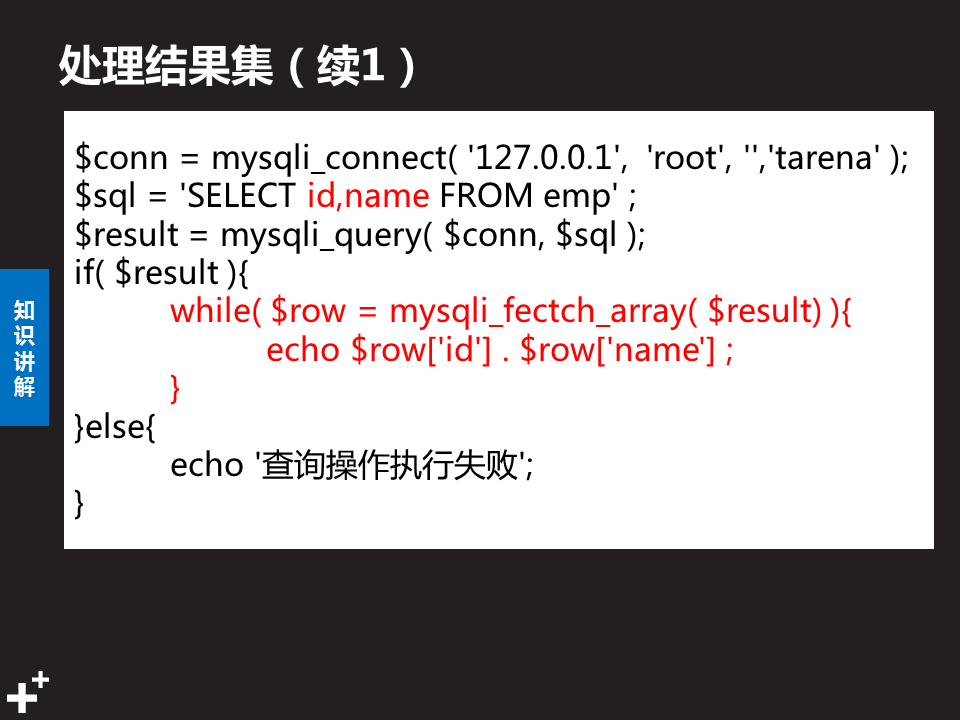 处理结果集（续1）
$conn = mysqli_connect( '127.0.0.1',  'root', '','tarena' );
$sql = 'SELECT id,name FROM emp' ;
$result = mysqli_query( $conn, $sql );
if( $result ){
while( $row = mysqli_fectch_array( $result) ){
echo $row['id'] . $row['name'] ;
}
}else{
echo '查询操作执行失败';
}
知
识
讲
解